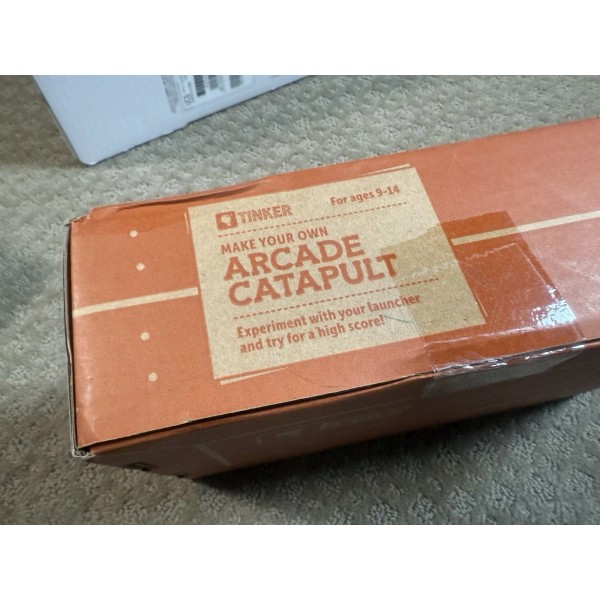 TINKER
For ages 9-14
MAKE YOUR OWN
ARCADE
CATAPULT
Experiment with your launcher
and try for a high score!